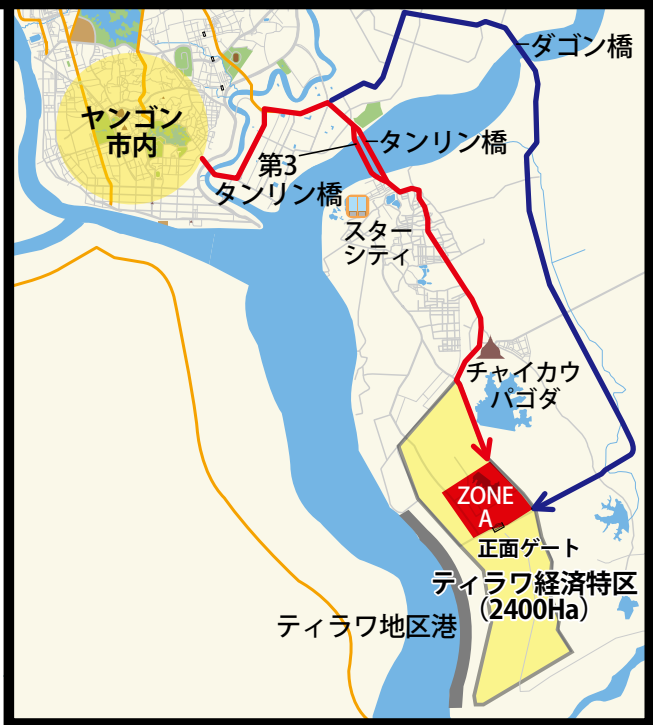 ダゴン橋
ヤンゴン
市内
タンリン橋
第3
タンリン橋
スター
シティ
チャイカウ
パゴダ
ZONE
A
正面ゲート
ティラワ経済特区
(2400Ha)
ティラワ地区港